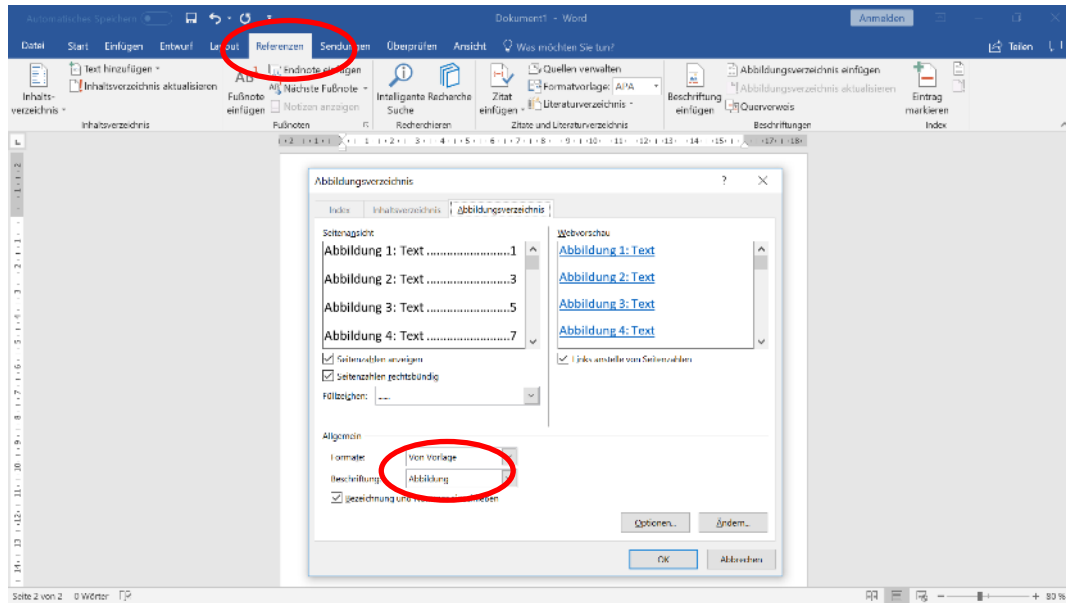 Automatisches Speichern
Dokument1 - Word
Anmelden
Datei Start Einfügen Entwurf Layout Referenzen Sendungen Überprüfen Ansicht Was möchten Sie tun? Teilen
Inhalts-
verzeichnis
Text hinzufügen
Inhaltsverzeichnis aktualisieren
Inhaltsverzeichnis
AB1
Fußnote
einfügen
Endnote einfügen
Nächste Fußnote
Notizen anzeigen
Fußnoten
Intelligente
Suche
Recherche
Recherchieren
Zitat
einfügen
Quellen verwalten
Formatvorlage: APA
Literaturverzeichnis
Zitate und Literaturverzeichnis
Beschriftung
einfügen
Abbildungsverzeichnis einfügen
Abbildungsverzeichnis aktualisieren
Querverweis
Beschriftungen
Eintrag
markieren
Index
Abbildungsverzeichnis ?
Index Inhaltsverzeichnis Abbildungsverzeichnis
Seitenansicht
Abbildung 1: Text ..........................1
Abbildung 2: Text ..........................3
Abbildung 3: Text ..........................5
Abbildung 4: Text ..........................7
Webvorschau
Abbildung 1: Text
Abbildung 2: Text
Abbildung 3: Text
Abbildung 4: Text
Seitenzahlen anzeigen
Seitenzahlen rechtsbündig
Füllzeichen: ......
Links anstelle von Seitenzahlen
Allgemein
Formate: Von Vorlage
Beschriftung Abbildung
Bezeichnung und
Optionen... Ändern...
OK Abbrechen
Seite 2 von 2 0 Wörter
80 %